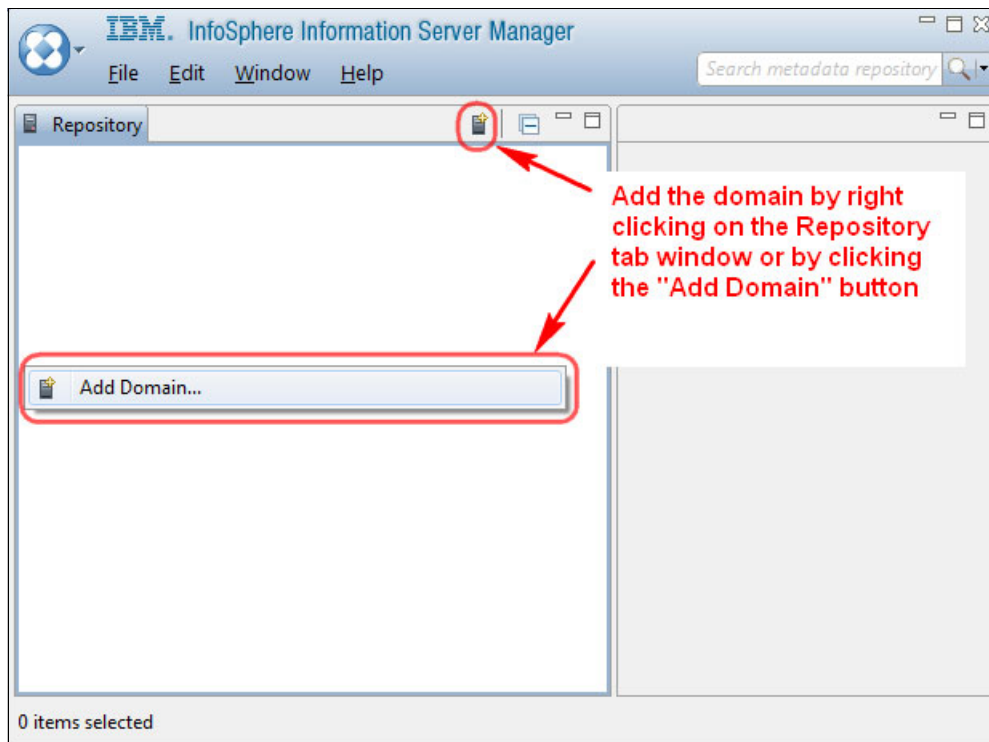 IBM. InfoSphere Information Server Manager
File Edit Window Help
Search metadata repository
Repository
Add the domain by right
clicking on the Repository
tab window or by clicking
the "Add Domain" button
Add Domain...
0 items selected